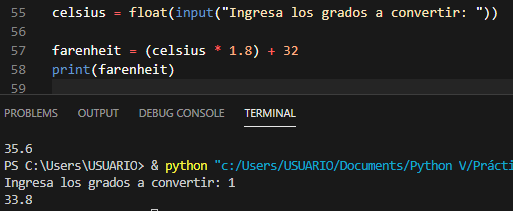 55 celsius = float(input("Ingresa los grados a convertir: "))
56
57 farenheit = (celsius * 1.8) + 32
58 print(farenheit)
59
PROBLEMS OUTPUT DEBUG CONSOLE TERMINAL
35.6
PS C:\Users\USUARIO> & python "c:/Users/USUARIO/Documents/Python V/Prácti
Ingresa los grados a convertir: 1
33.8